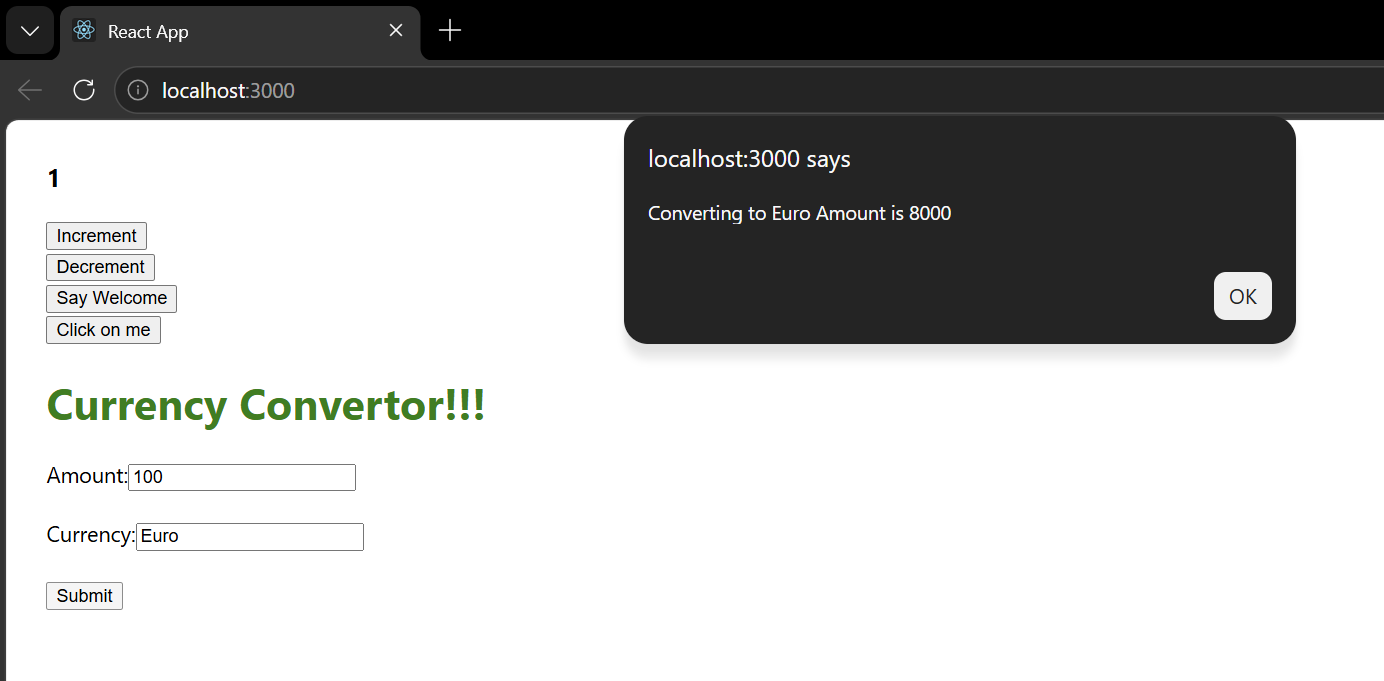 React App
localhost:3000
localhost:3000 says
Converting to Euro Amount is 8000
OK
1
Increment
Decrement
Say Welcome
Click on me
Currency Convertor!!!
Amount:100
Currency:Euro
Submit